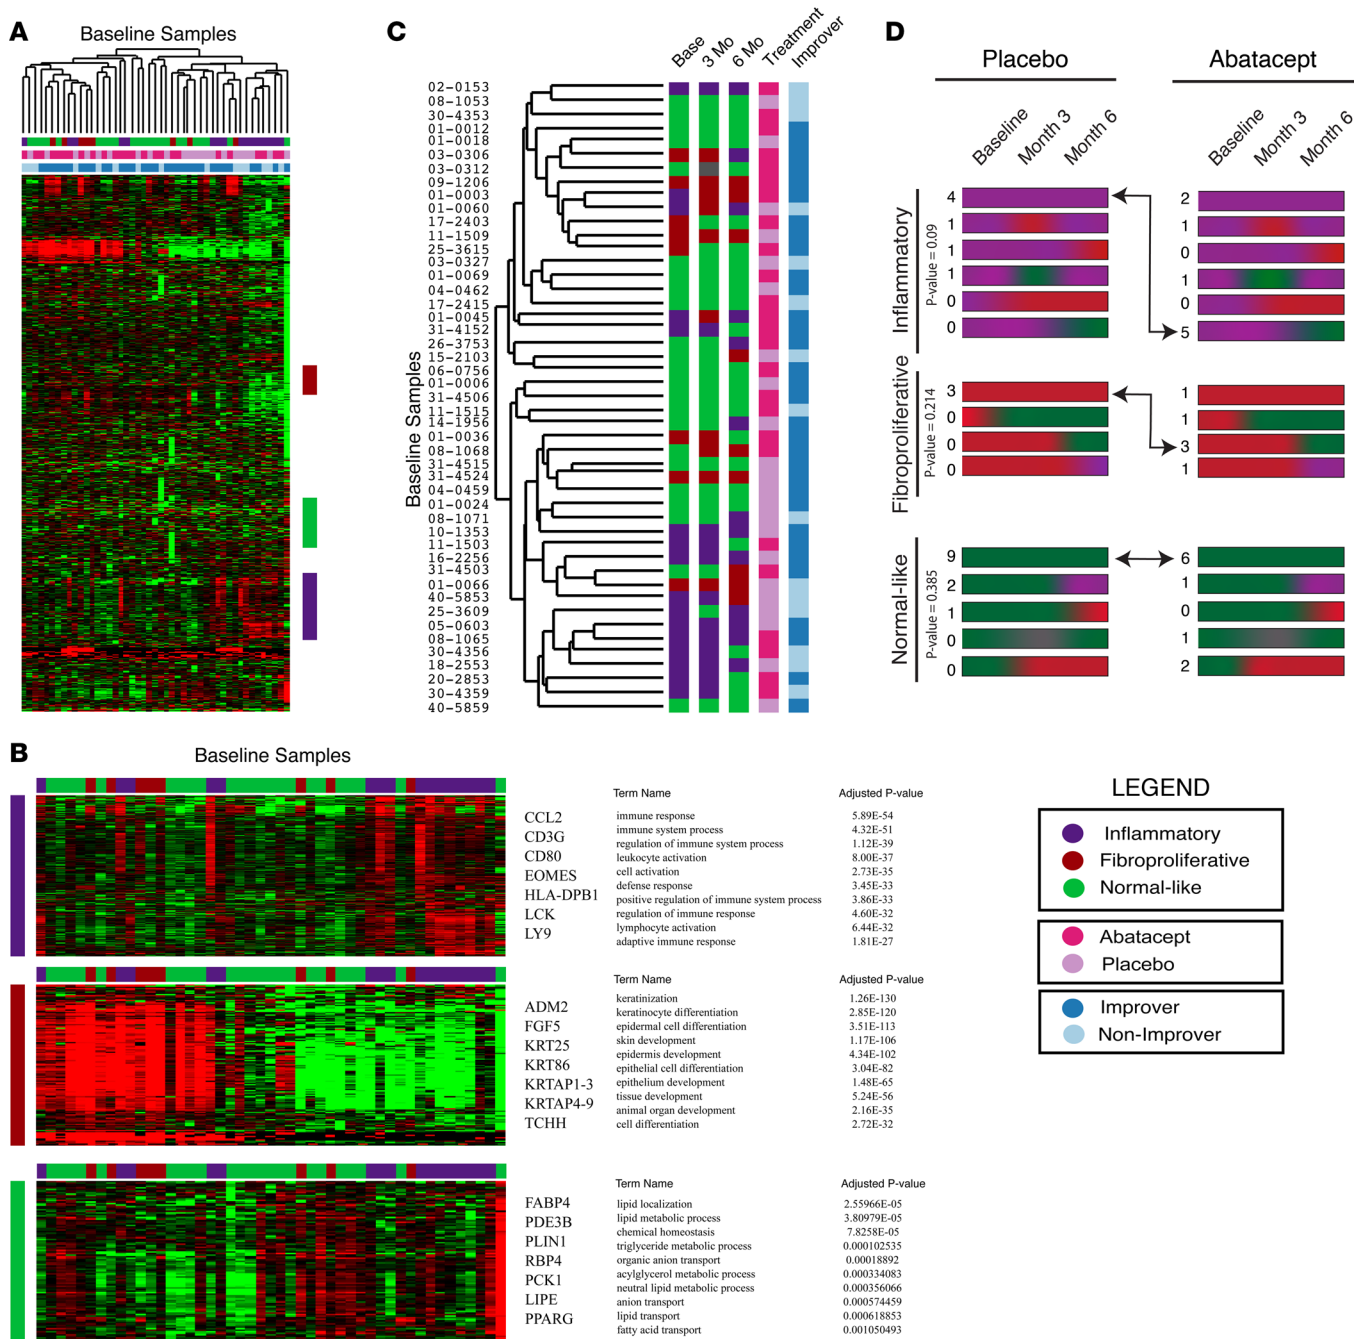 A
Baseline Samples
C
Base
3 Mo
6 Mo
Treatment
Improver
Baseline Samples
02-0153
08-1053
30-4353
01-0012
01-0018
03-3306
03-0312
09-1206
01-0003
01-0060
17-2403
11-1509
25-3615
03-3327
01-0069
04-0462
17-2415
01-0045
31-4152
26-3753
15-2103
06-0756
01-0006
31-4506
11-1515
14-1956
01-0036
08-1068
31-4515
31-4524
04-0459
01-0024
08-1071
10-1353
11-1503
16-2256
31-4503
01-0066
40-5853
25-3609
05-0603
08-1065
30-4356
18-2553
20-2853
30-4359
40-5859
D
Placebo
Abatacept
Baseline
Month 3
Month 6
Baseline
Month 3
Month 6
Inflammatory
P-value = 0.09
4
2
1
1
1
0
1
1
0
0
0
5
Fibroproliferative
P-value = 0.214
3
1
0
1
0
3
0
1
Normal-like
P-value = 0.385
9
6
2
1
1
0
0
1
0
2
B
Baseline Samples
CCL2
CD3G
CD80
EOMES
HLA-DPB1
LCK
LY9
Term Name Adjusted P-value
immune response 5.89E-54
immune system process 4.32E-51
regulation of immune system process 1.12E-39
leukocyte activation 8.00E-37
cell activation 2.73E-35
defense response 3.45E-33
positive regulation of immune system process 3.86E-33
regulation of immune response 4.60E-32
lymphocyte activation 6.44E-32
adaptive immune response 1.81E-27
ADM2
FGF5
KRT25
KRT86
KRTAP1-3
KRTAP4-9
TCHH
Term Name Adjusted P-value
keratinization 1.26E-130
keratinocyte differentiation 2.85E-120
epidermal cell differentiation 3.51E-113
skin development 1.17E-106
epidermis development 4.34E-102
epithelial cell differentiation 3.04E-82
epithelium development 1.48E-65
tissue development 5.24E-56
animal organ development 2.16E-35
cell differentiation 2.72E-32
FABP4
PDE3B
PLIN1
RBP4
PCK1
LIPE
PPARG
Term Name Adjusted P-value
lipid localization 2.55966E-05
lipid metabolic process 3.80979E-05
chemical homeostasis 7.8258E-05
triglyceride metabolic process 0.000102535
organic anion transport 0.00018892
acylglycerol metabolic process 0.000334083
neutral lipid metabolic process 0.000356066
anion transport 0.000574459
lipid transport 0.000618853
fatty acid transport 0.001050493
LEGEND
Inflammatory
Fibroproliferative
Normal-like
Abatacept
Placebo
Improver
Non-Improver